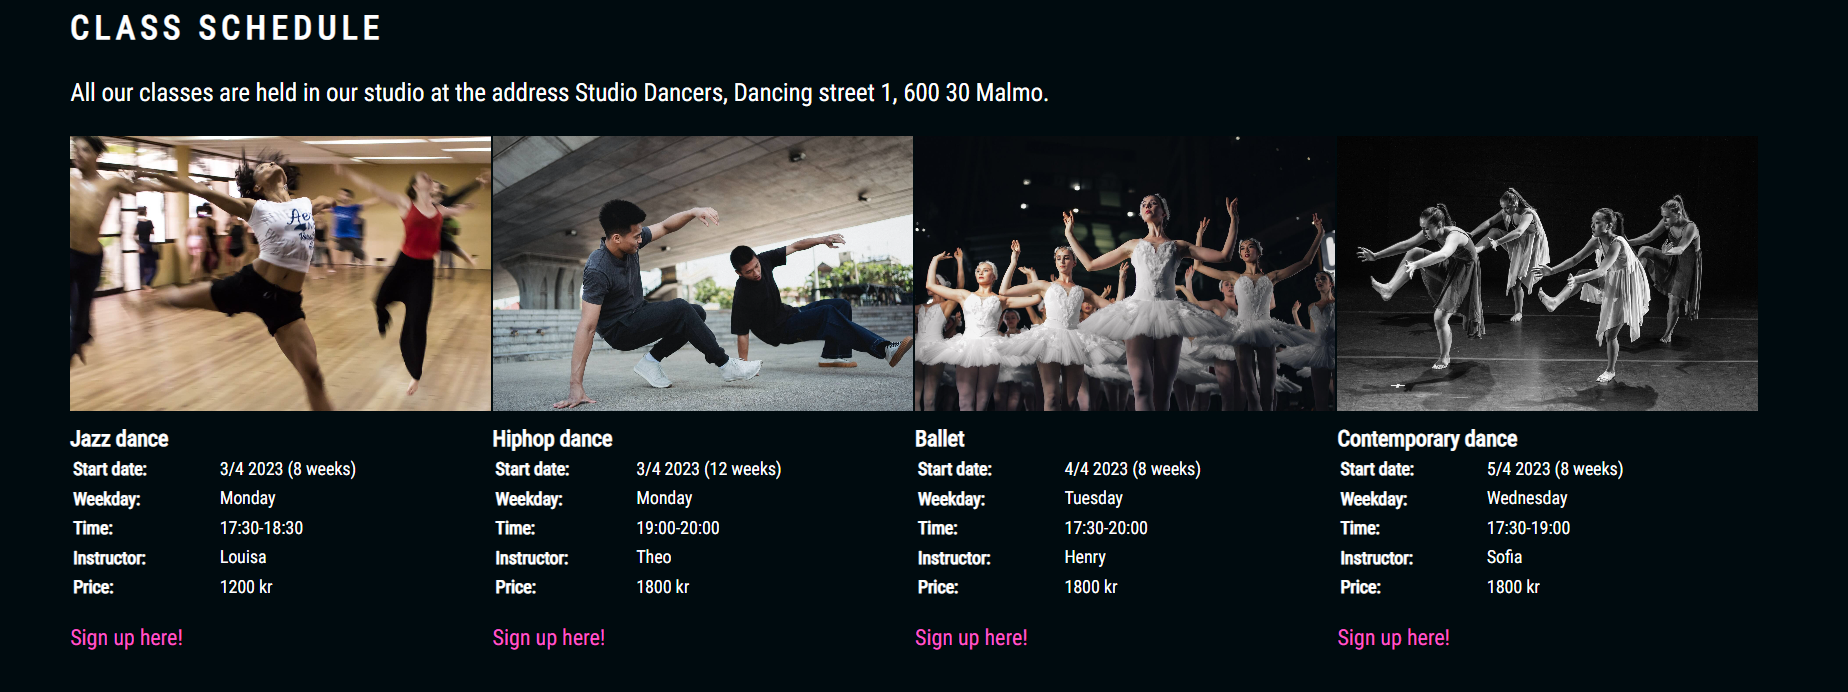 CLASS SCHEDULE
All our classes are held in our studio at the address Studio Dancers, Dancing street 1, 600 30 Malmo.
Jazz dance
Start date: 3/4 2023 (8 weeks)
Weekday: Monday
Time: 17:30-18:30
Instructor: Louisa
Price: 1200 kr
Sign up here!
Hiphop dance
Start date: 3/4 2023 (12 weeks)
Weekday: Monday
Time: 19:00-20:00
Instructor: Theo
Price: 1800 kr
Sign up here!
Ballet
Start date: 4/4 2023 (8 weeks)
Weekday: Tuesday
Time: 17:30-20:00
Instructor: Henry
Price: 1800 kr
Sign up here!
Contemporary dance
Start date: 5/4 2023 (8 weeks)
Weekday: Wednesday
Time: 17:30-19:00
Instructor: Sofia
Price: 1800 kr
Sign up here!